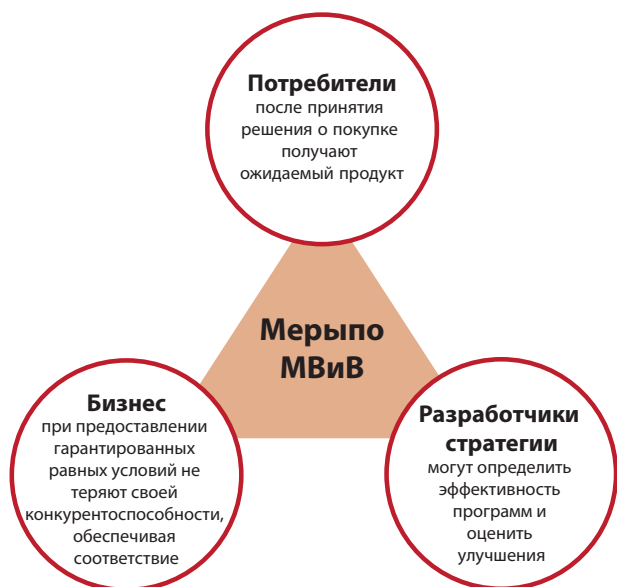 Потребители
после принятия
решения о покупке
получают
ожидаемый продукт
Мерыпо
МВиВ
Бизнес
при предоставлении
гарантированных
равных условий не
теряют своей
конкурентоспособности,
обеспечивая
соответствие
Разработчики
стратегии
могут определить
эффективность
программ и
оценить
улучшения